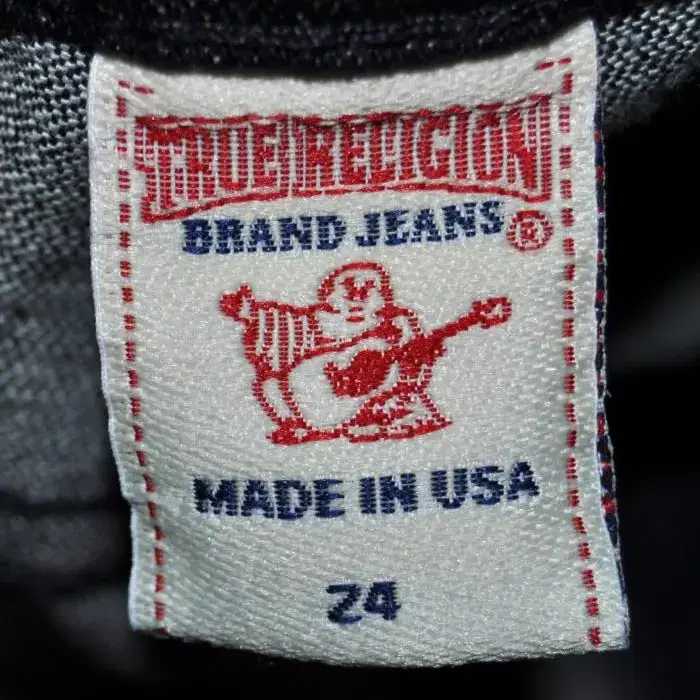 TRUE RELIGION
BRAND JEANS ®
MADE IN USA
24